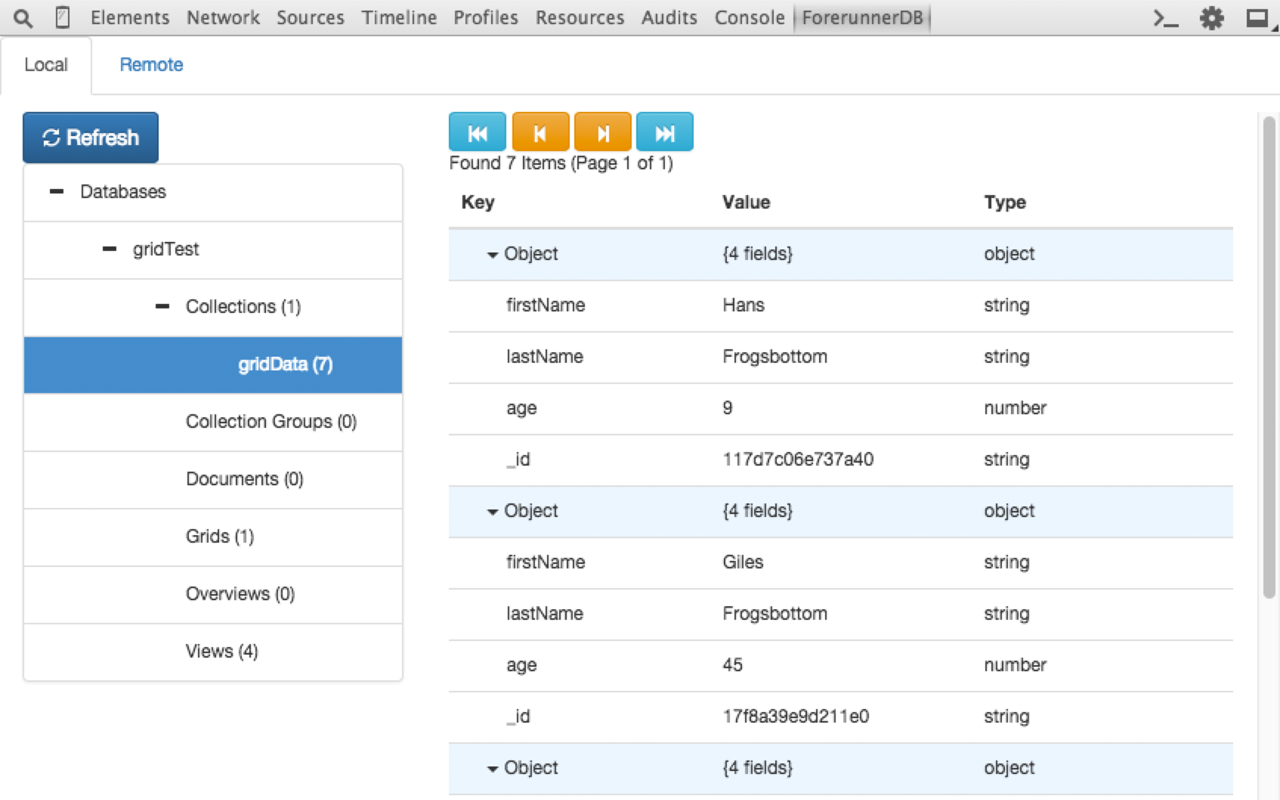 Elements Network Sources Timeline Profiles Resources Audits Console ForerunnerDB
Local Remote
Refresh
Databases
gridTest
Collections (1)
gridData (7)
Collection Groups (0)
Documents (0)
Grids (1)
Overviews (0)
Views (4)
Found 7 Items (Page 1 of 1)
Key Value Type
Object {4 fields} object
firstName Hans string
lastName Frogsbottom string
age 9 number
_id 117d7c06e737a40 string
Object {4 fields} object
firstName Giles string
lastName Frogsbottom string
age 45 number
_id 17f8a39e9d211e0 string
Object {4 fields} object